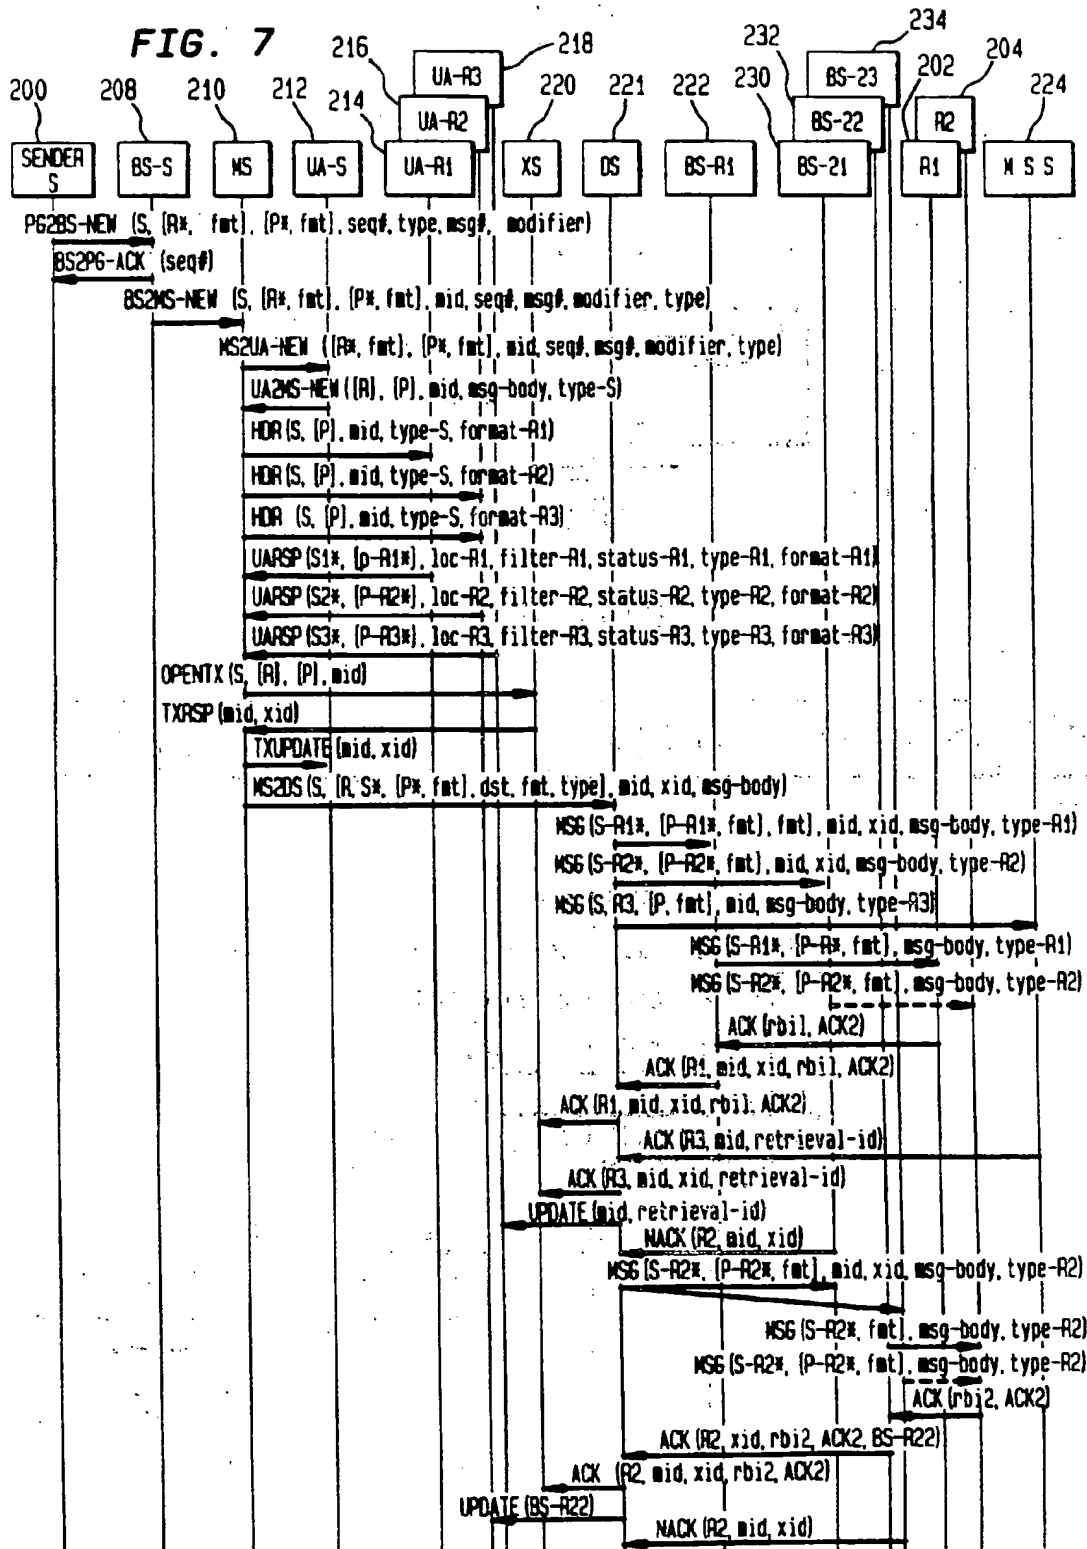 FIG. 7
216
218
232
234
200
208
210
212
214
220
221
222
230
202
204
224
UA-R3
BS-23
UA-R2
BS-22
R2
SENDER S
BS-S
MS
UA-S
UA-R1
XS
DS
BS-R1
BS-21
R1
M S S
PG2BS-NEW (S, [R*, fmt], [P*, fmt], seq#, type, msg#, modifier)
BS2PG-ACK (seq#)
BS2MS-NEW (S, [R*, fmt], [P*, fmt], mid, seq#, msg#, modifier, type)
MS2UA-NEW ([R*, fmt], [P*, fmt], mid, seq#, msg#, modifier, type)
UA2MS-NEW ([R], [P], mid, msg-body, type-S)
HDR (S, [P], mid, type-S, format-R1)
HDR (S, [P], mid, type-S, format-R2)
HDR (S, [P], mid, type-S, format-R3)
UARSP (S1*, [p-R1*], loc-R1, filter-R1, status-R1, type-R1, format-R1)
UARSP (S2*, [P-R2*], loc-R2, filter-R2, status-R2, type-R2, format-R2)
UARSP (S3*, [P-R3*], loc-R3, filter-R3, status-R3, type-R3, format-R3)
OPENTX (S, [R], [P], mid)
TXRSP (mid, xid)
TXUPDATE (mid, xid)
MS2DS (S, [R, S*, [P*, fmt], dst, fmt, type], mid, xid, msg-body)
MSG (S-R1*, [P-R1*, fmt], fmt], mid, xid, msg-body, type-R1)
MSG (S-R2*, [P-R2*, fmt], mid, xid, msg-body, type-R2)
MSG (S, R3, [P, fmt], mid, msg-body, type-R3)
MSG (S-R1*, [P-R*, fmt], msg-body, type-R1)
MSG (S-R2*, [P-R2*, fmt], msg-body, type-R2)
ACK (rbi1, ACK2)
ACK (R1, mid, xid, rbi1, ACK2)
ACK (R1, mid, xid, rbi1, ACK2)
ACK (R3, mid, retrieval-id)
ACK (R3, mid, xid, retrieval-id)
UPDATE (mid, retrieval-id)
NACK (R2, mid, xid)
MSG (S-R2*, [P-R2*, fmt], mid, xid, msg-body, type-R2)
MSG (S-R2*, fmt], msg-body, type-R2)
MSG (S-R2*, [P-R2*, fmt], msg-body, type-R2)
ACK (rbi2, ACK2)
ACK (R2, xid, rbi2, ACK2, BS-R22)
ACK (R2, mid, xid, rbi2, ACK2)
UPDATE (BS-R22)
NACK (R2, mid, xid)